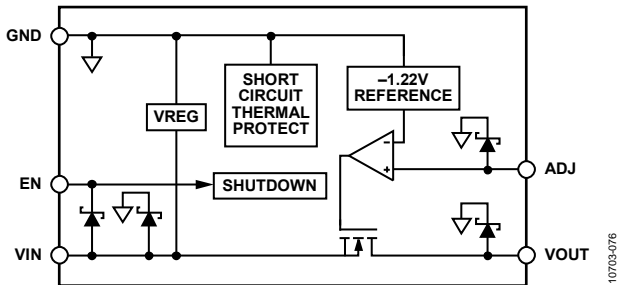 GND
SHORT
CIRCUIT
THERMAL
PROTECT
–1.22V
REFERENCE
VREG
–
+
ADJ
EN
SHUTDOWN
VIN
VOUT
10703-076